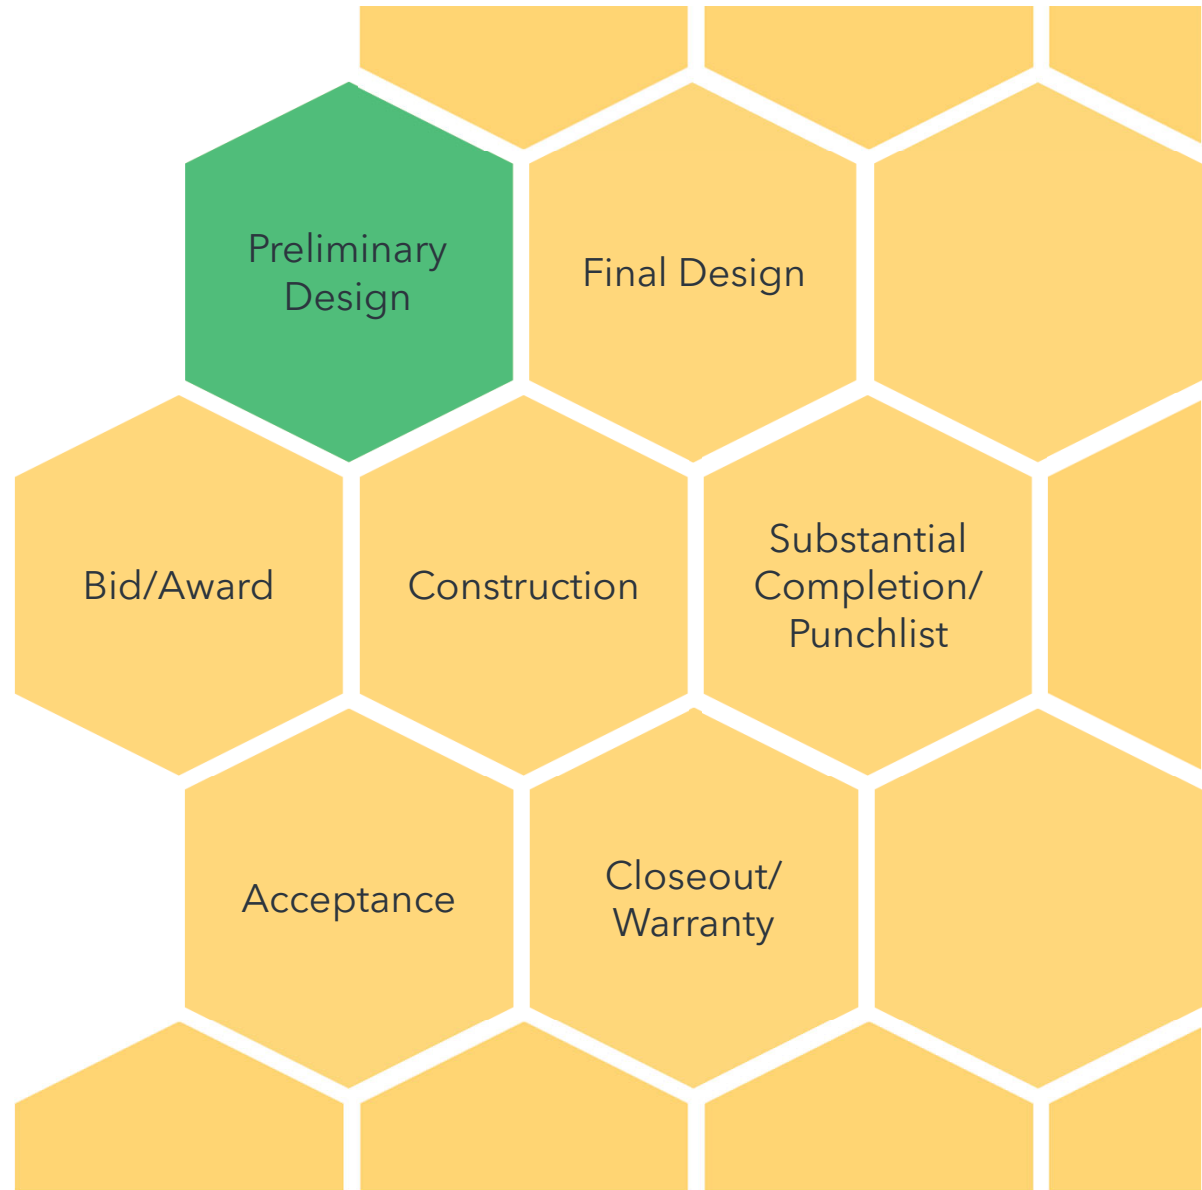 Preliminary
Design
Final Design
Bid/Award
Construction
Substantial
Completion/
Punchlist
Acceptance
Closeout/
Warranty